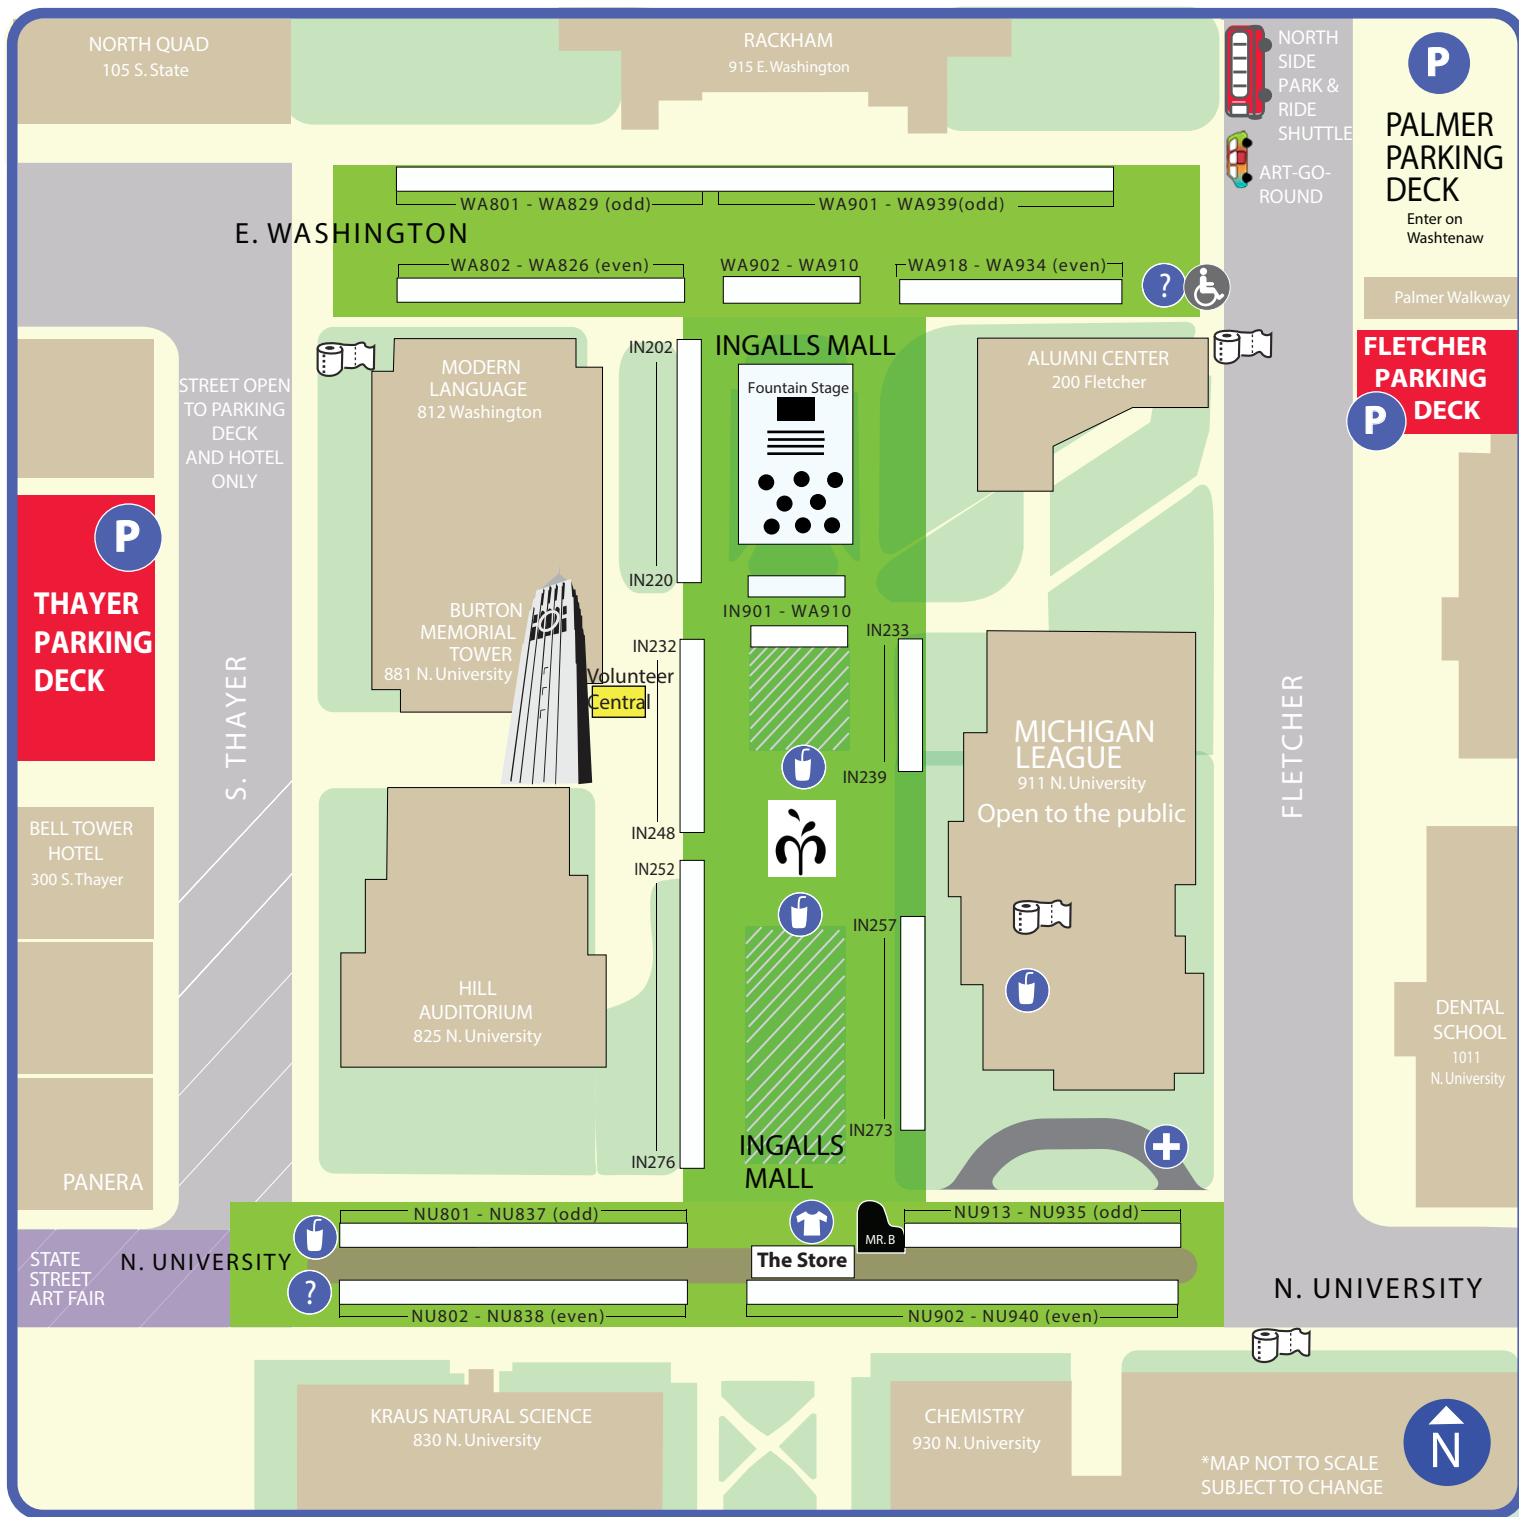 NORTH QUAD
105 S. State
RACKHAM
915 E. Washington
NORTH
SIDE
PARK &
RIDE
SHUTTLE
ART-GO-
ROUND
P
PALMER
PARKING
DECK
Enter on
Washtenaw
Palmer Walkway
WA801 - WA829 (odd)
WA901 - WA939(odd)
E. WASHINGTON
WA802 - WA826 (even)
WA902 - WA910
WA918 - WA934 (even)
?
FLETCHER
PARKING
DECK
P
STREET OPEN
TO PARKING
DECK
AND HOTEL
ONLY
MODERN
LANGUAGE
812 Washington
IN202
INGALLS MALL
Fountain Stage
ALUMNI CENTER
200 Fletcher
P
THAYER
PARKING
DECK
IN220
IN901 - WA910
BURTON
MEMORIAL
TOWER
881 N. University
Volunteer
Central
IN232
IN233
IN239
IN248
S. THAYER
MICHIGAN
LEAGUE
911 N. University
Open to the public
FLETCHER
BELL TOWER
HOTEL
300 S. Thayer
IN252
IN257
HILL
AUDITORIUM
825 N. University
DENTAL
SCHOOL
1011
N. University
IN273
INGALLS
MALL
IN276
PANERA
NU801 - NU837 (odd)
NU913 - NU935 (odd)
MR. B
The Store
STATE
STREET
ART FAIR
N. UNIVERSITY
?
N. UNIVERSITY
NU802 - NU838 (even)
NU902 - NU940 (even)
KRAUS NATURAL SCIENCE
830 N. University
CHEMISTRY
930 N. University
*MAP NOT TO SCALE
SUBJECT TO CHANGE
N